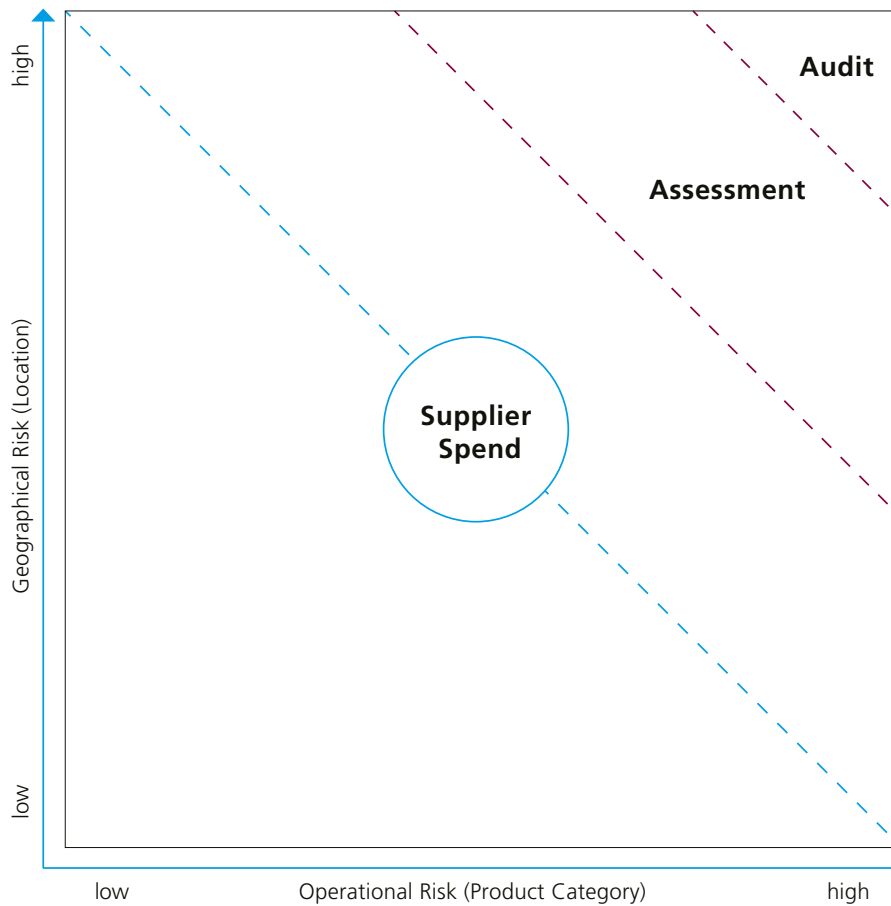 high
Audit
Assessment
Geographical Risk (Location)
Supplier
Spend
low
low
Operational Risk (Product Category)
high